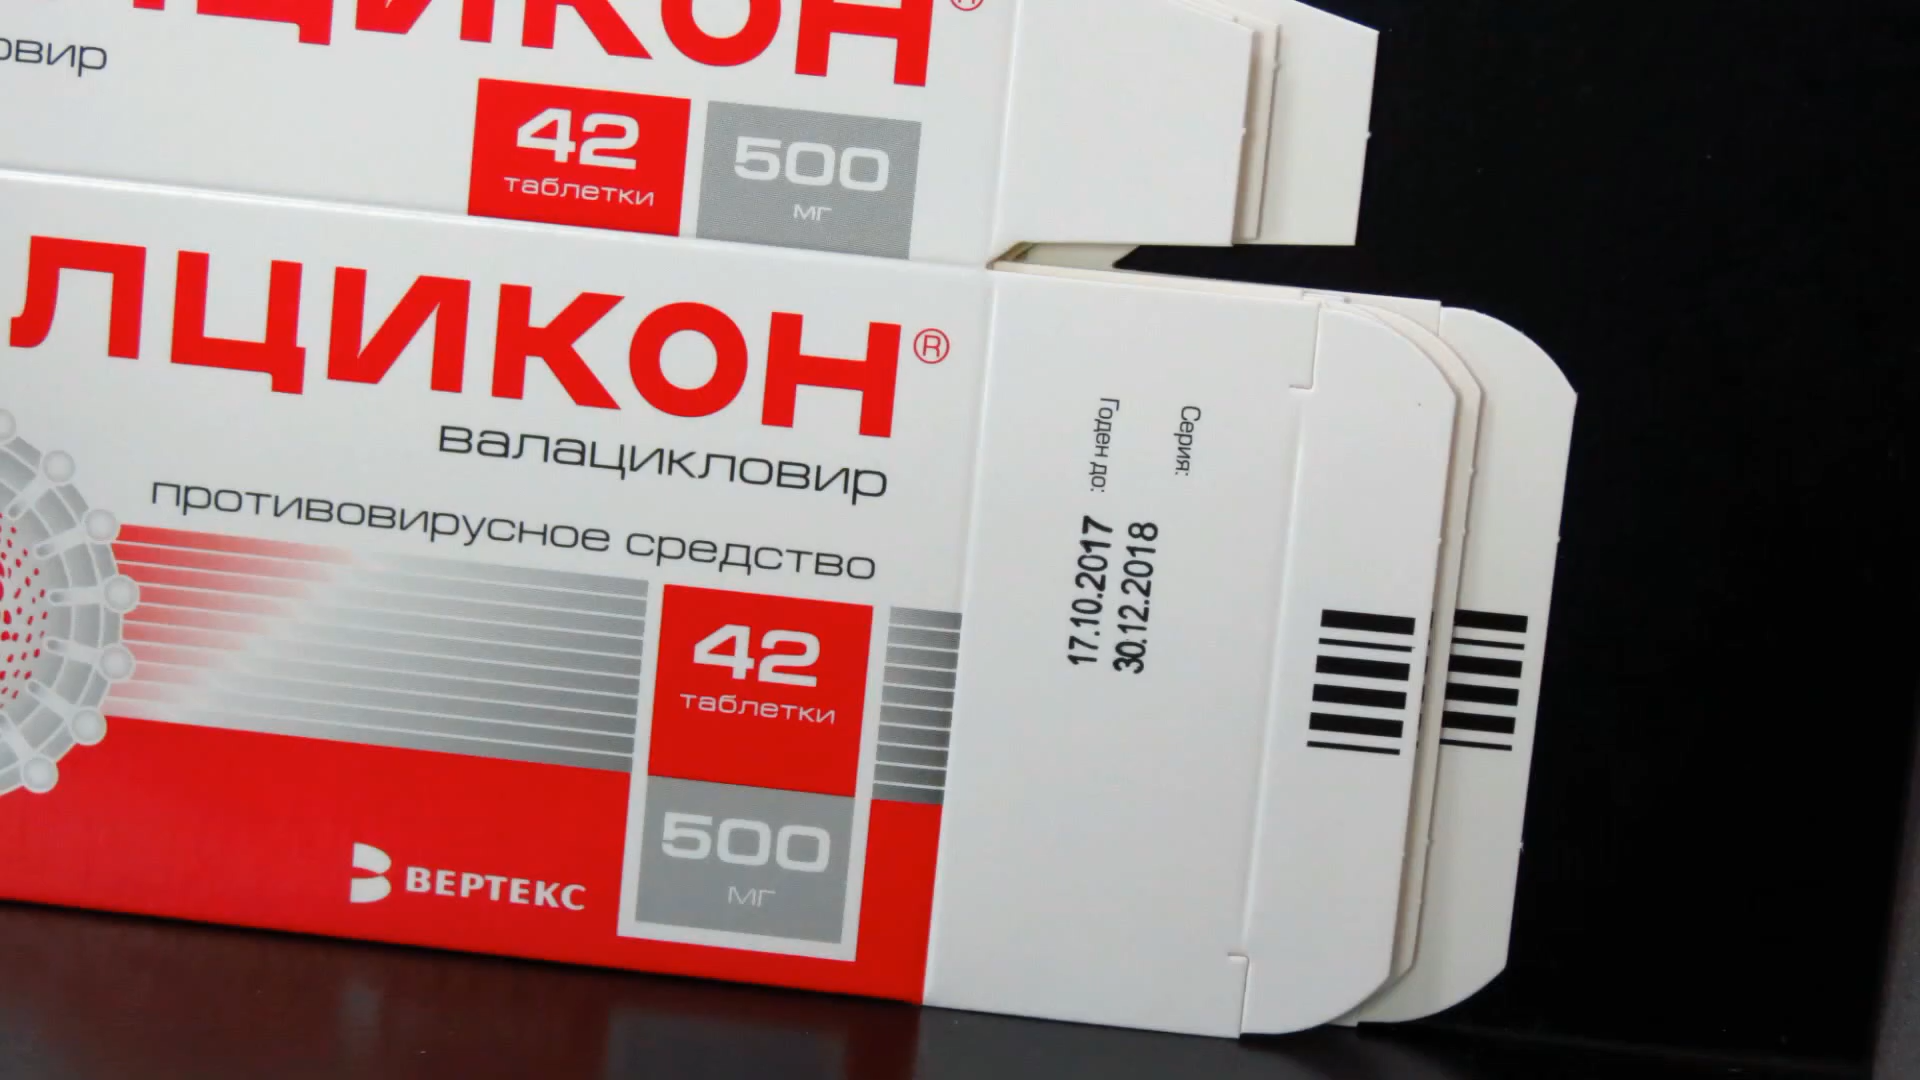 ЛЦИКОН®
овир
42
таблетки
500
мг
ЛЦИКОН®
валацикловир
противовирусное средство
42
таблетки
500
мг
ВЕРТЕКС
Годен до:
Серия:
17.10.2017
30.12.2018